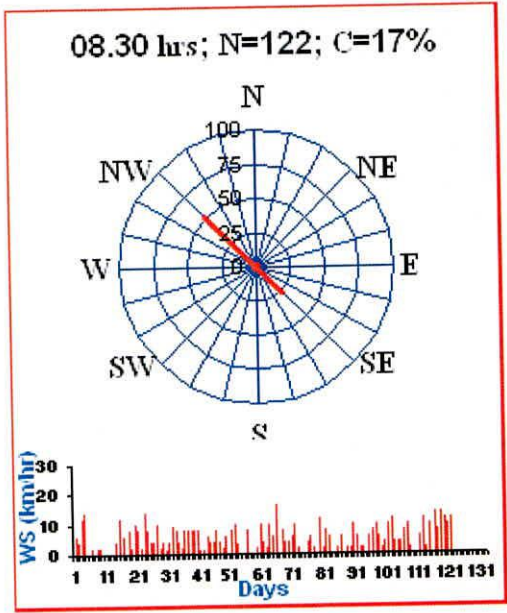 08.30 hrs; N=122; C=17%
N
100
NW
75
NE
50
25
W
0
E
SW
SE
S
30
20
10
0
WS (km/hr)
1 11 21 31 41 51 61 71 81 91 101 111 121 131
Days